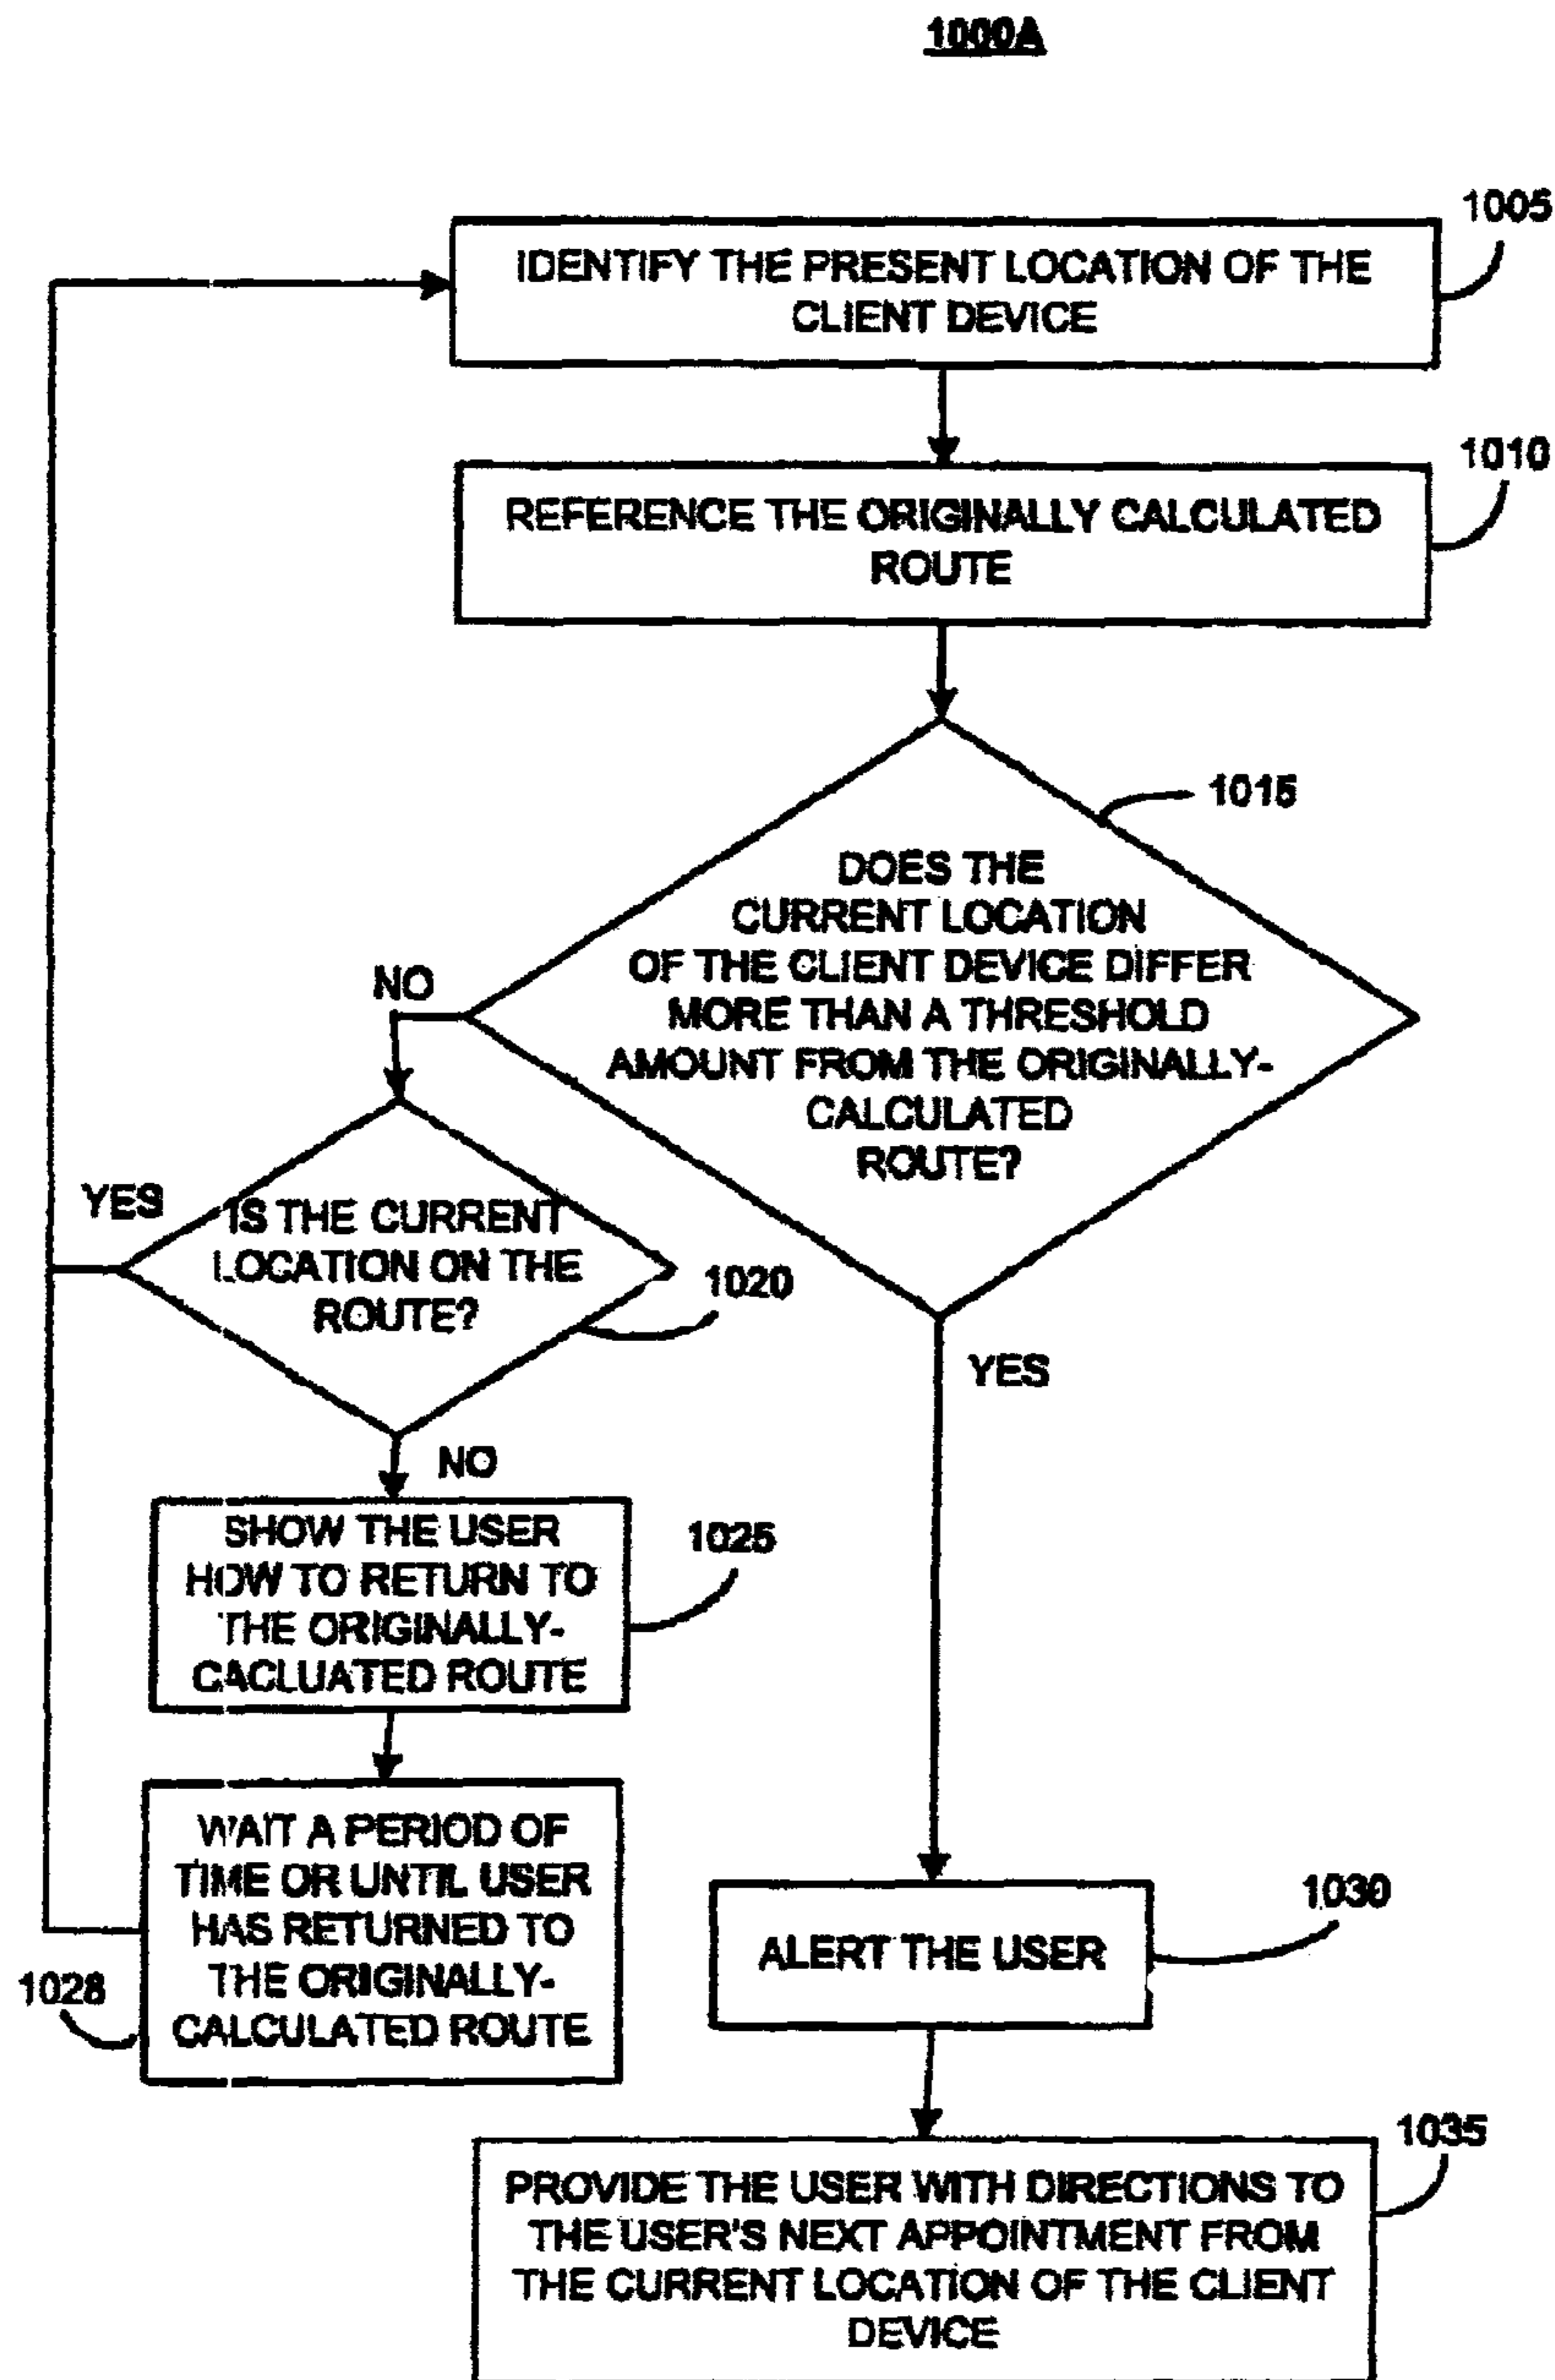 1000A
1005
IDENTIFY THE PRESENT LOCATION OF THE
CLIENT DEVICE
1010
REFERENCE THE ORIGINALLY CALCULATED
ROUTE
1015
DOES THE
CURRENT LOCATION
OF THE CLIENT DEVICE DIFFER
MORE THAN A THRESHOLD
AMOUNT FROM THE ORIGINALLY-
CALCULATED
ROUTE?
NO
YES
IS THE CURRENT
LOCATION ON THE
ROUTE?
1020
YES
NO
SHOW THE USER
HOW TO RETURN TO
THE ORIGINALLY-
CACLUATED ROUTE
1025
WAIT A PERIOD OF
TIME OR UNTIL USER
HAS RETURNED TO
THE ORIGINALLY-
CALCULATED ROUTE
1028
ALERT THE USER
1030
1035
PROVIDE THE USER WITH DIRECTIONS TO
THE USER'S NEXT APPOINTMENT FROM
THE CURRENT LOCATION OF THE CLIENT
DEVICE